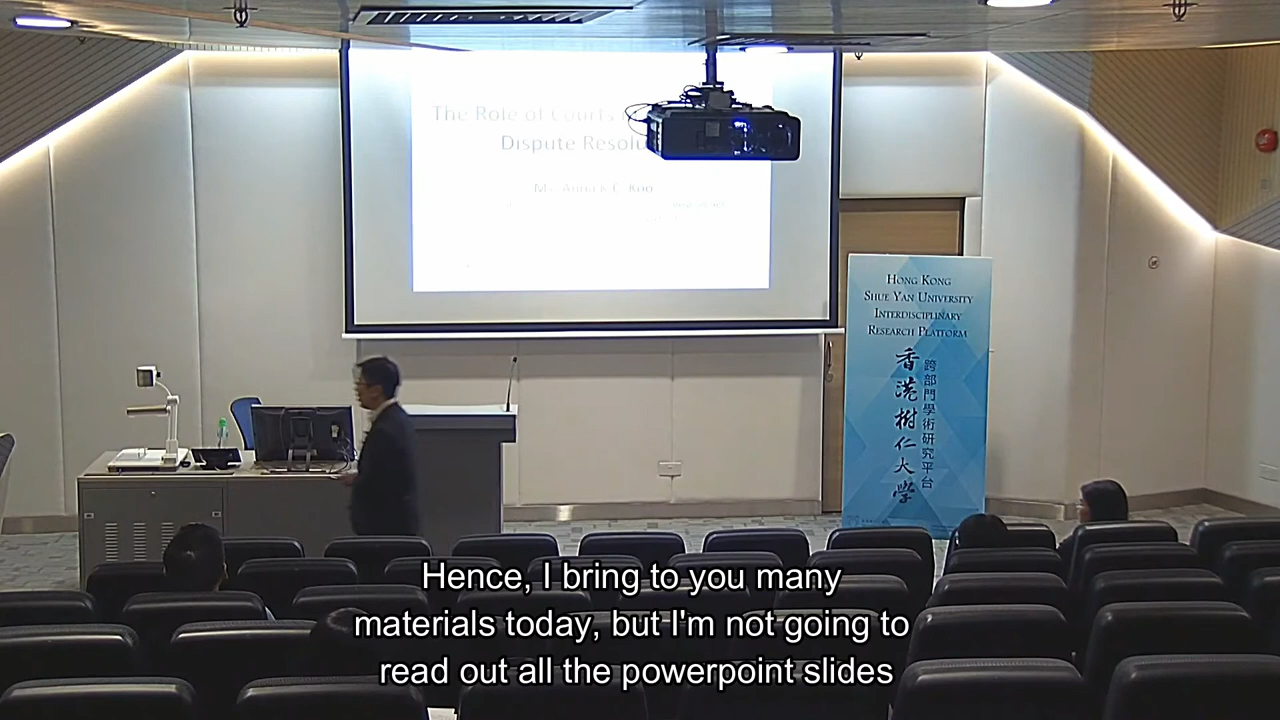 The Role of Courts
Dispute Resolu
HONG KONG
SHUE YAN UNIVERSITY
INTERDISCIPLINARY
RESEARCH PLATFORM
香港樹仁大學
跨部門學術研究平台
Hence, I bring to you many
materials today, but I'm not going to
read out all the powerpoint slides